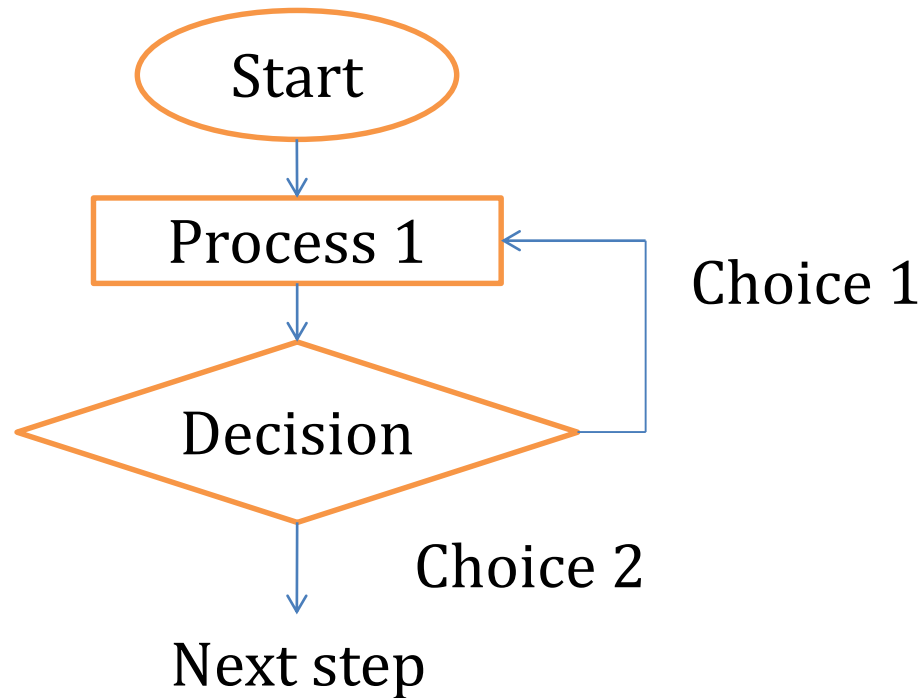 Start
Process 1
Choice 1
Decision
Choice 2
Next step